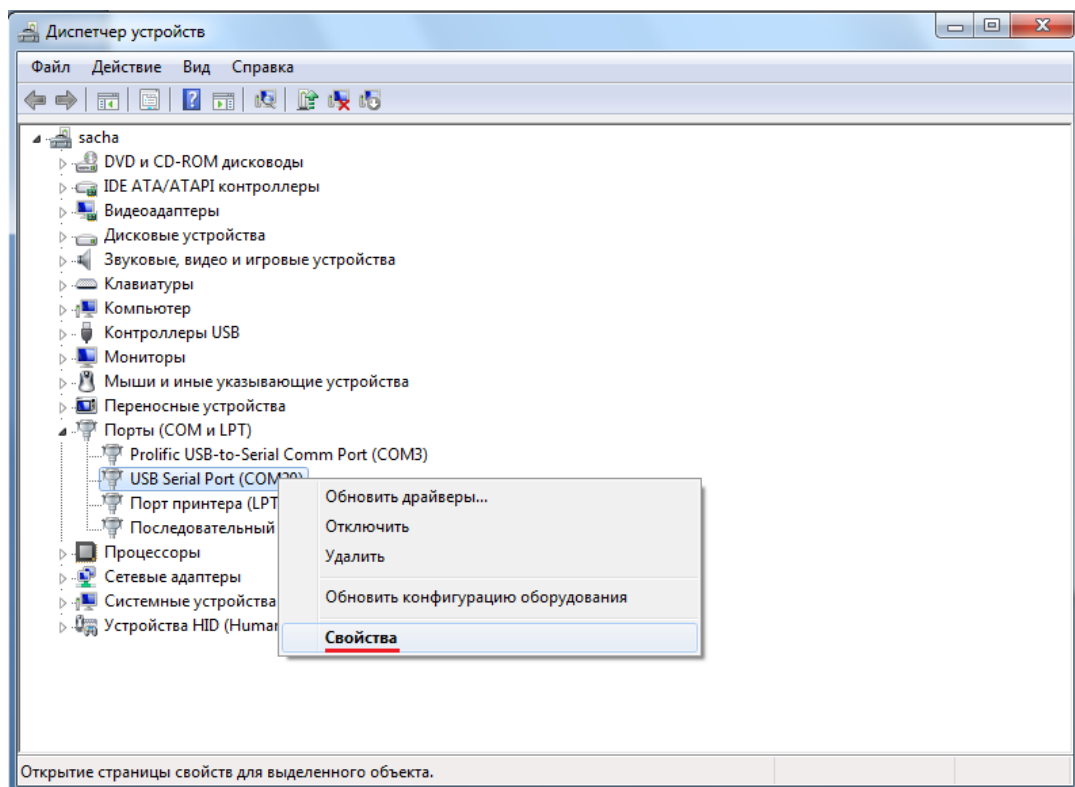 Диспетчер устройств
Файл Действие Вид Справка
sacha
DVD и CD-ROM дисководы
IDE ATA/ATAPI контроллеры
Видеоадаптеры
Дисковые устройства
Звуковые, видео и игровые устройства
Клавиатуры
Компьютер
Контроллеры USB
Мониторы
Мыши и иные указывающие устройства
Переносные устройства
Порты (COM и LPT)
Prolific USB-to-Serial Comm Port (COM3)
USB Serial Port
Порт принтера (LPT
Последовательный
Процессоры
Сетевые адаптеры
Системные устройства
Устройства HID (Human
Обновить драйверы...
Отключить
Удалить
Обновить конфигурацию оборудования
Свойства
Открытие страницы свойств для выделенного объекта.